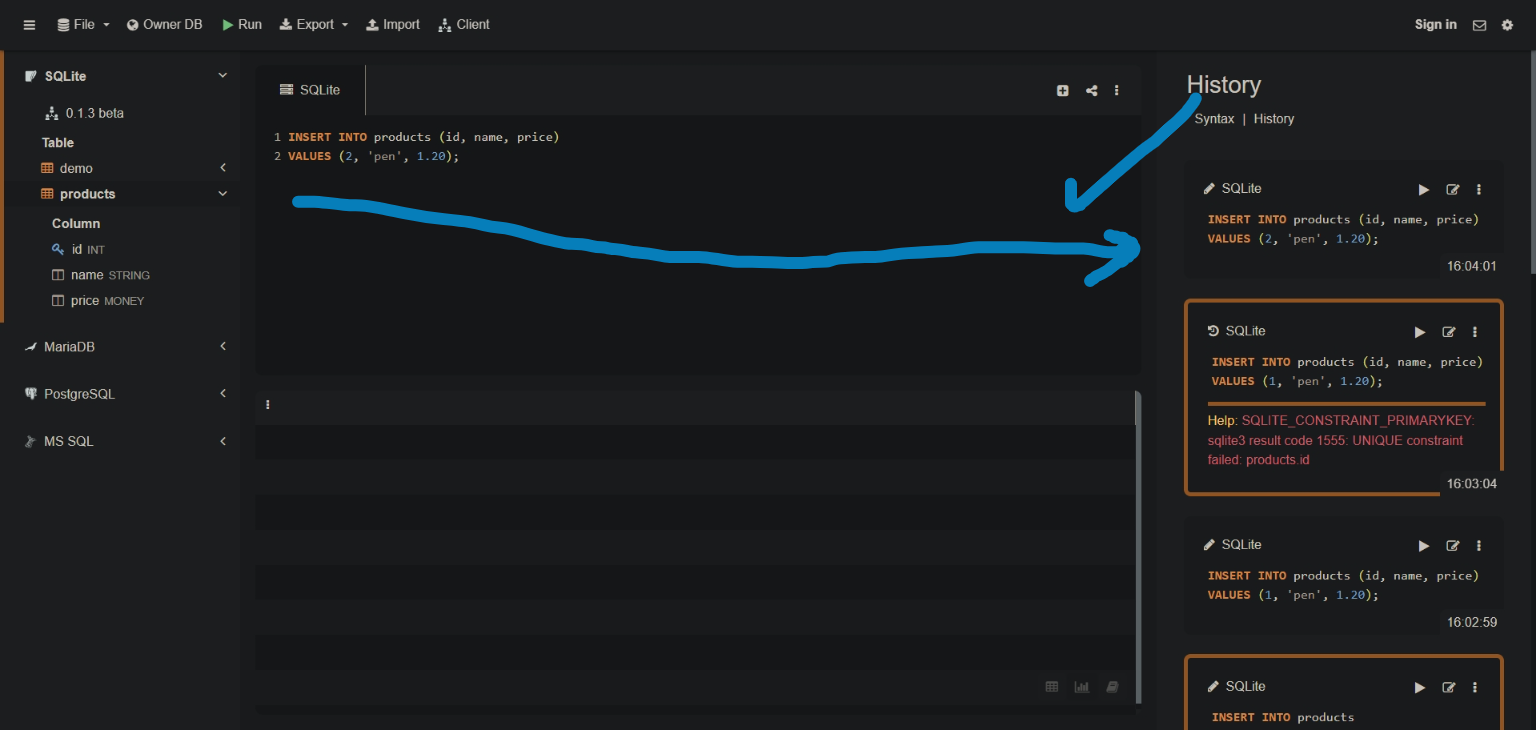 File Owner DB Run Export Import Client Sign in
SQLite
0.1.3 beta
Table
demo
products
Column
id INT
name STRING
price MONEY
MariaDB
PostgreSQL
MS SQL
SQLite
1 INSERT INTO products (id, name, price)
2 VALUES (2, 'pen', 1.20);
History
Syntax | History
SQLite
INSERT INTO products (id, name, price)
VALUES (2, 'pen', 1.20);
16:04:01
SQLite
INSERT INTO products (id, name, price)
VALUES (1, 'pen', 1.20);
Help: SQLITE_CONSTRAINT_PRIMARYKEY:
sqlite3 result code 1555: UNIQUE constraint
failed: products.id
16:03:04
SQLite
INSERT INTO products (id, name, price)
VALUES (1, 'pen', 1.20);
16:02:59
SQLite
INSERT INTO products